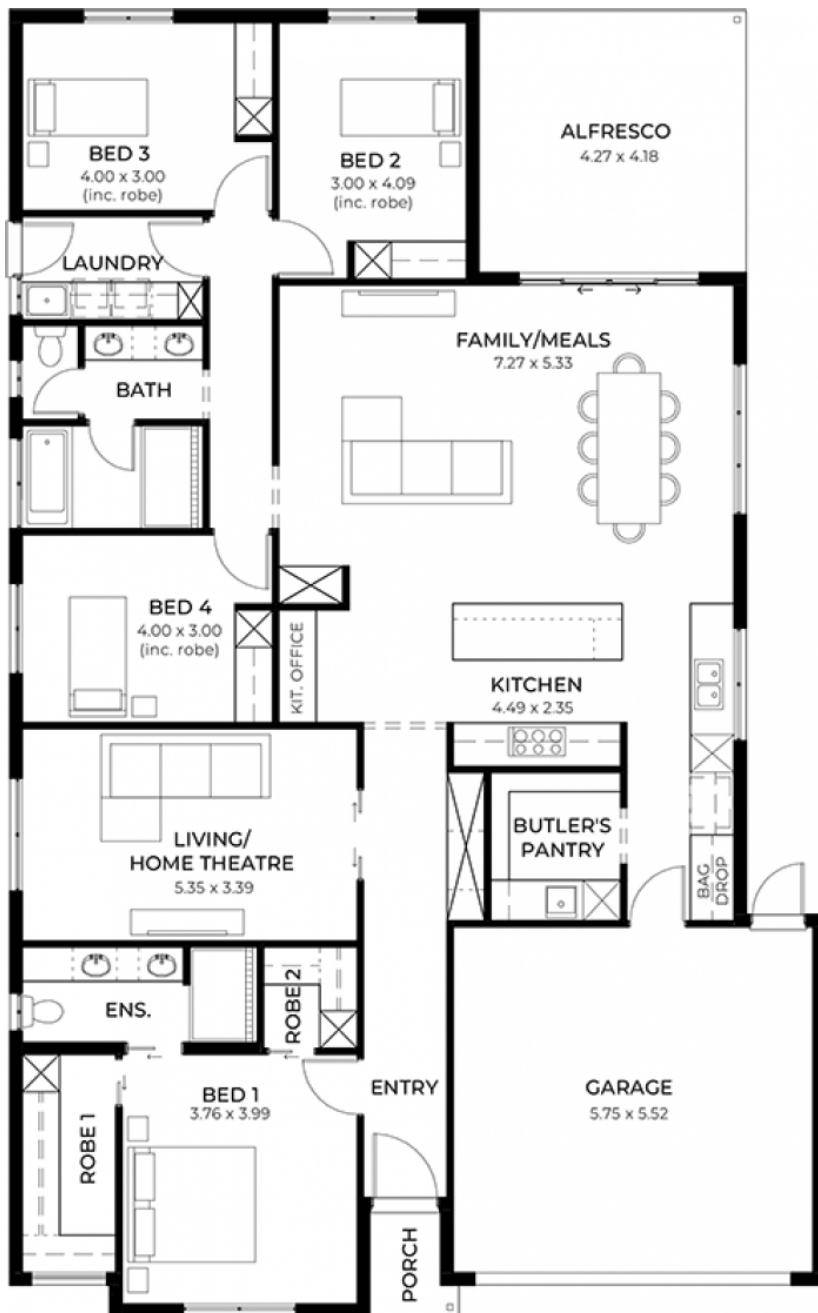 BED 3
4.00 x 3.00
(inc. robe)
BED 2
3.00 x 4.09
(inc. robe)
ALFRESCO
4.27 x 4.18
LAUNDRY
FAMILY/MEALS
7.27 x 5.33
BATH
BED 4
4.00 x 3.00
(inc. robe)
KIT. OFFICE
KITCHEN
4.49 x 2.35
LIVING/
HOME THEATRE
5.35 x 3.39
BUTLER'S
PANTRY
BAG
DROP
ENS.
ROBE 2
BED 1
3.76 x 3.99
ENTRY
GARAGE
5.75 x 5.52
ROBE 1
PORCH